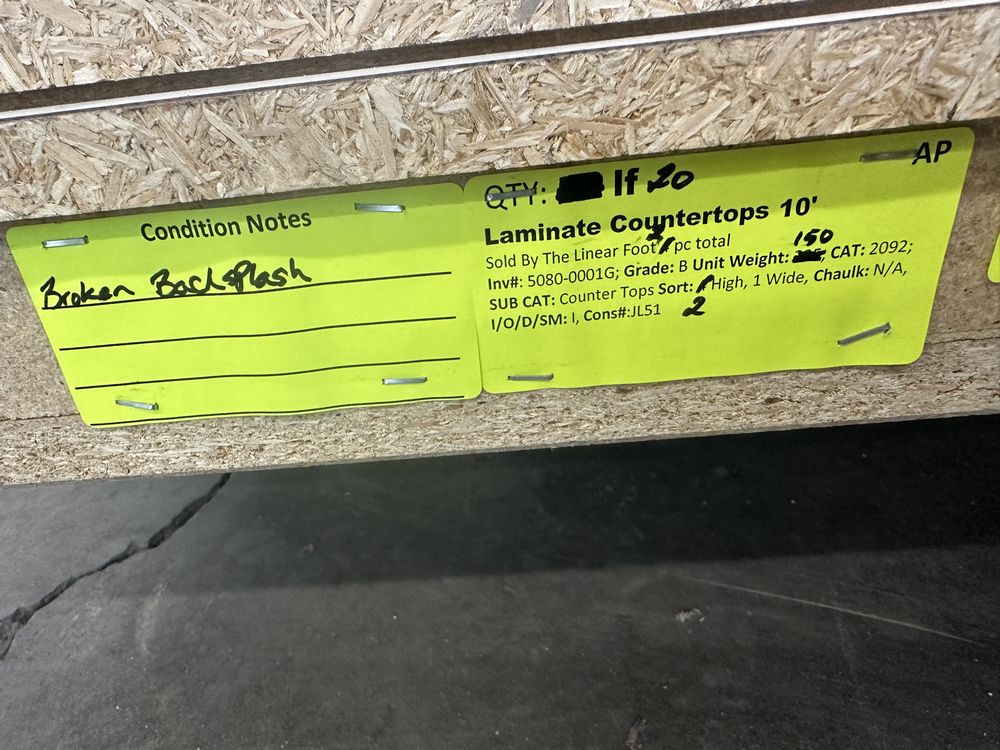 Condition Notes
Broken Backsplash
AP
QTY: lf 20
Laminate Countertops 10'
Sold By The Linear Foot 2 pc total
Inv#: 5080-0001G; Grade: B Unit Weight: 150, CAT: 2092;
SUB CAT: Counter Tops Sort: 2 High, 1 Wide, Chaulk: N/A,
I/O/D/SM: I, Cons#:JL51